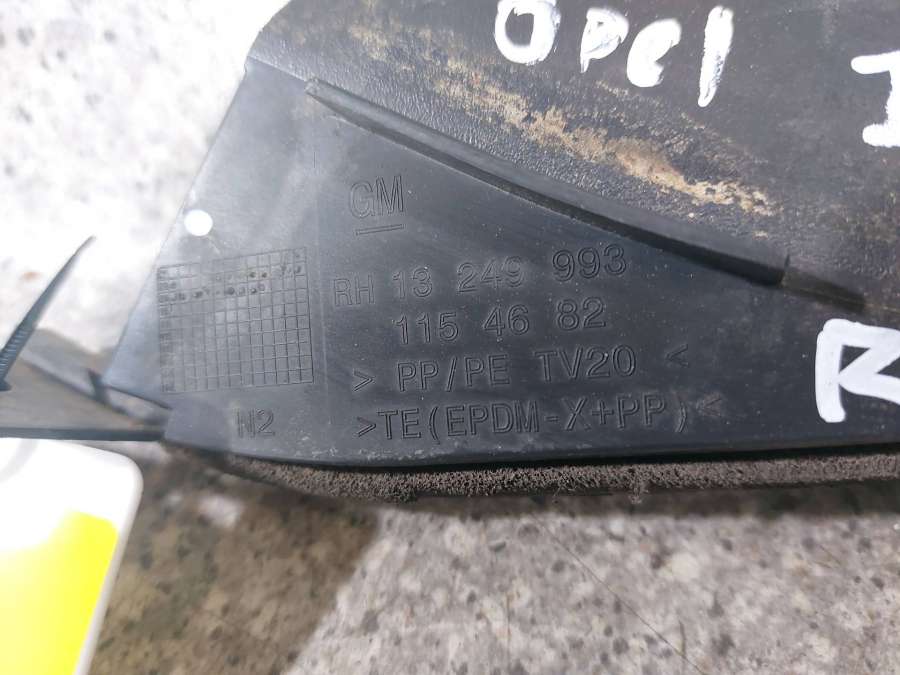 Opel
GM
RH 13 249 993
115 46 82
> PP/PE TV20 <
>TE(EPDM-X+PP)<
N2
R